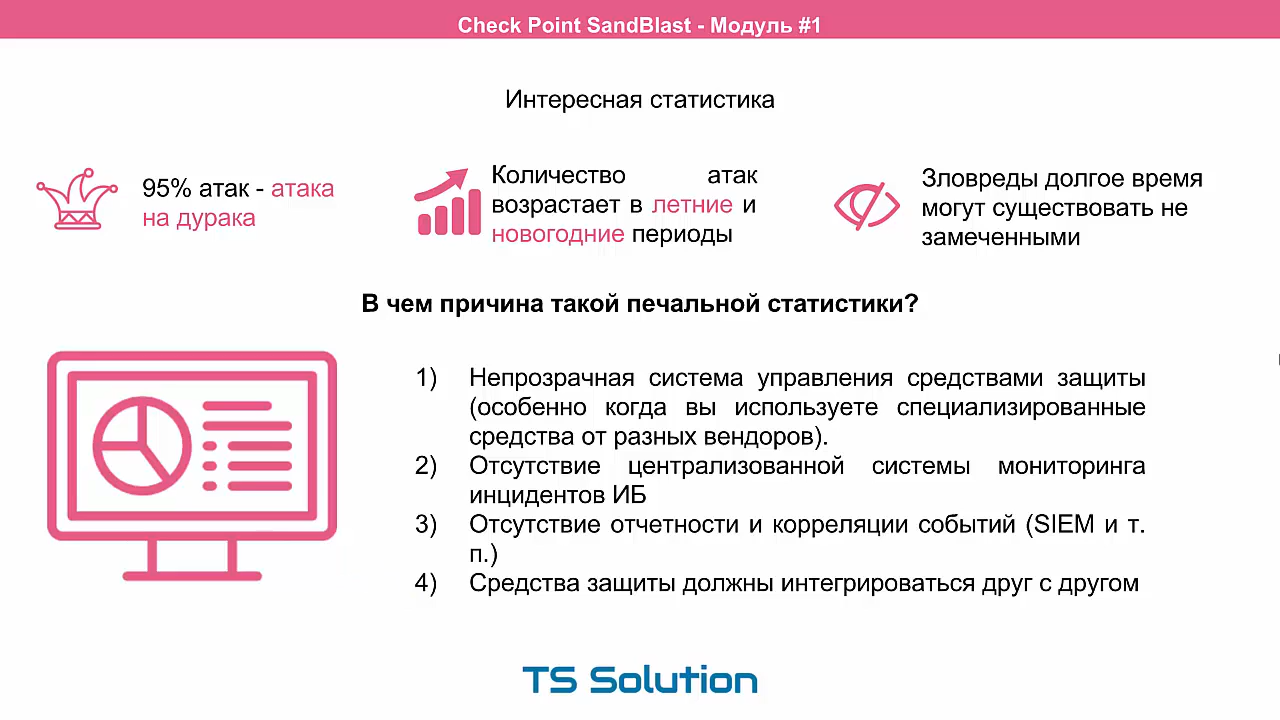 Check Point SandBlast - Модуль #1
Интересная статистика
95% атак - атака
на дурака
Количество атак
возрастает в летние и
новогодние периоды
Зловреды долгое время
могут существовать не
замеченными
В чем причина такой печальной статистики?
1) Непрозрачная система управления средствами защиты
(особенно когда вы используете специализированные
средства от разных вендоров).
2) Отсутствие централизованной системы мониторинга
инцидентов ИБ
3) Отсутствие отчетности и корреляции событий (SIEM и т.
п.)
4) Средства защиты должны интегрироваться друг с другом
TS Solution